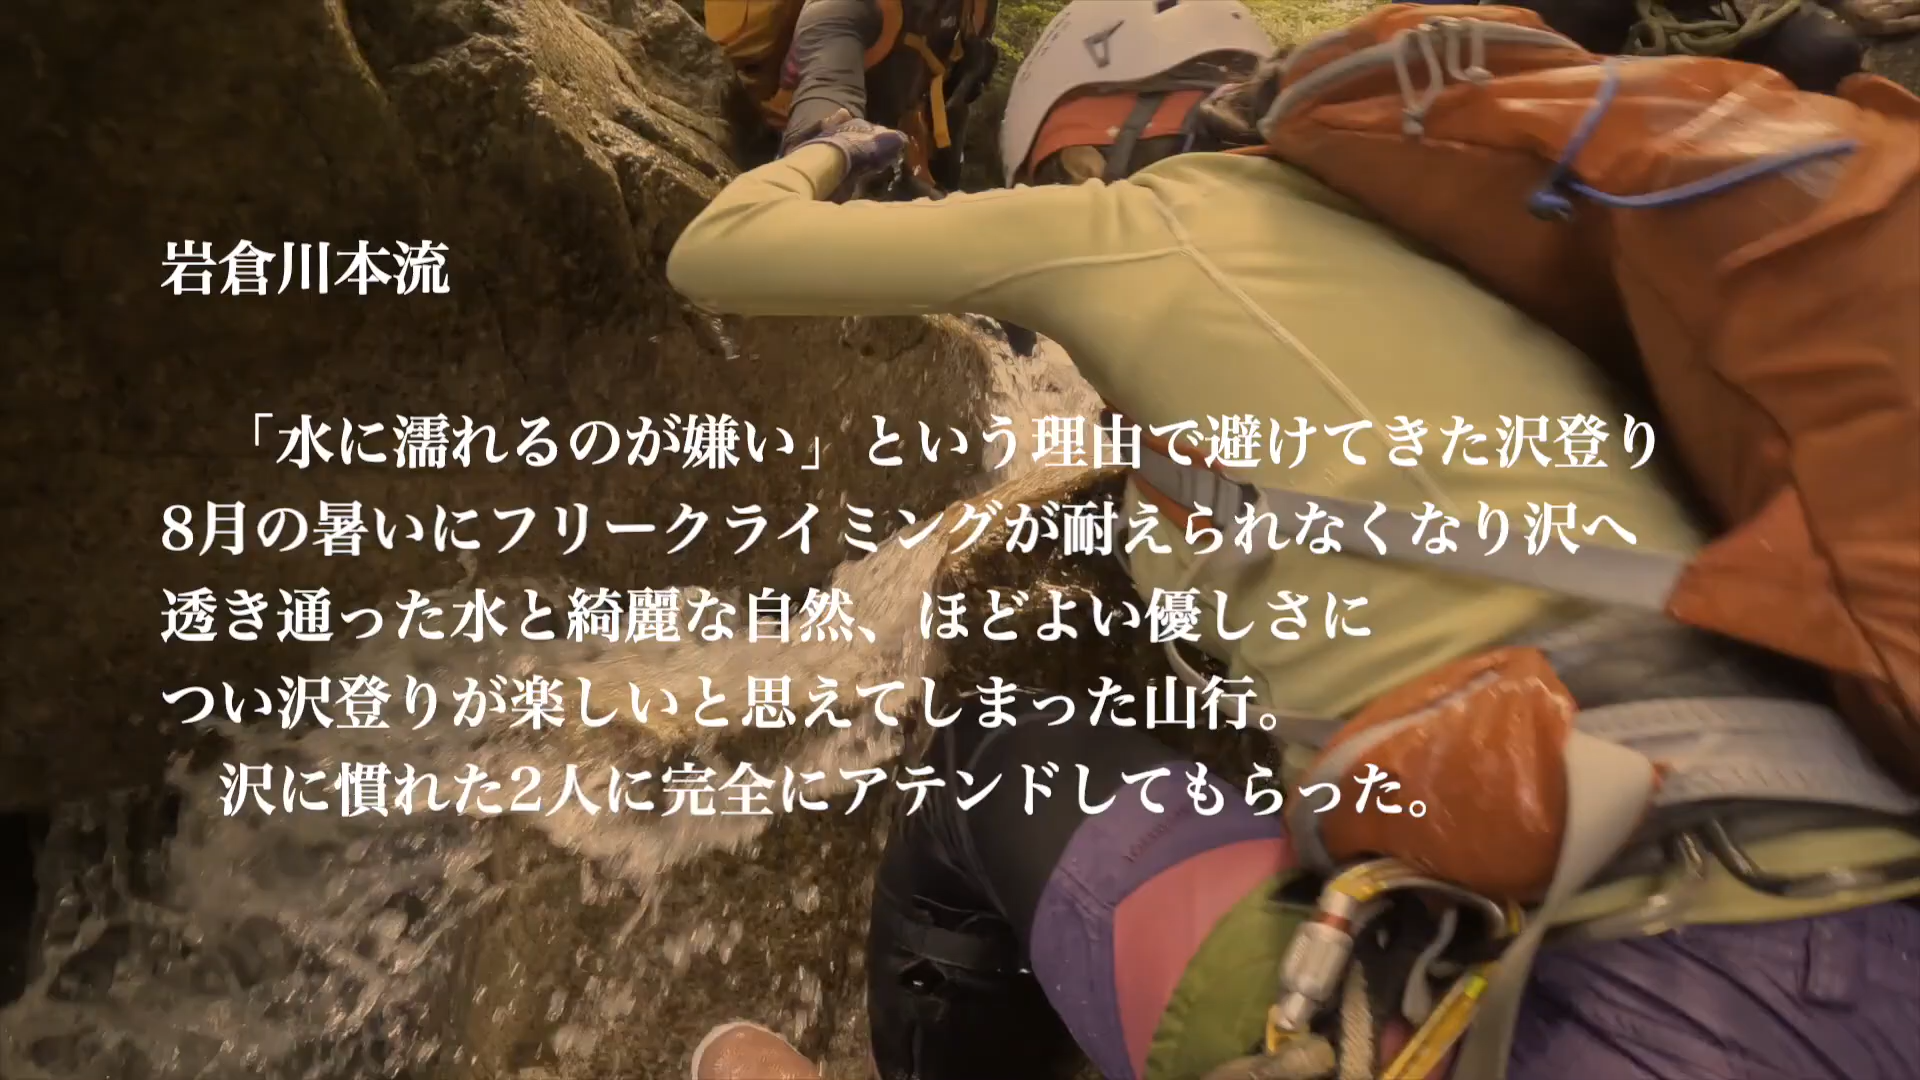 岩倉川本流
「水に濡れるのが嫌い」という理由で避けてきた沢登り
8月の暑いにフリークライミングが耐えられなくなり沢へ
透き通った水と綺麗な自然、ほどよい優しさに
つい沢登りが楽しいと思えてしまった山行。
沢に慣れた2人に完全にアテンドしてもらった。